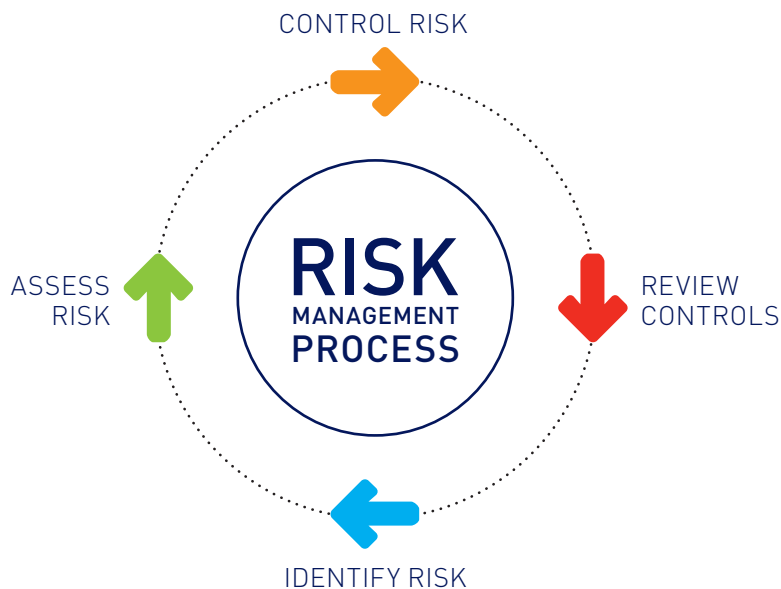 CONTROL RISK
ASSESS
RISK
RISK
MANAGEMENT
PROCESS
REVIEW
CONTROLS
IDENTIFY RISK